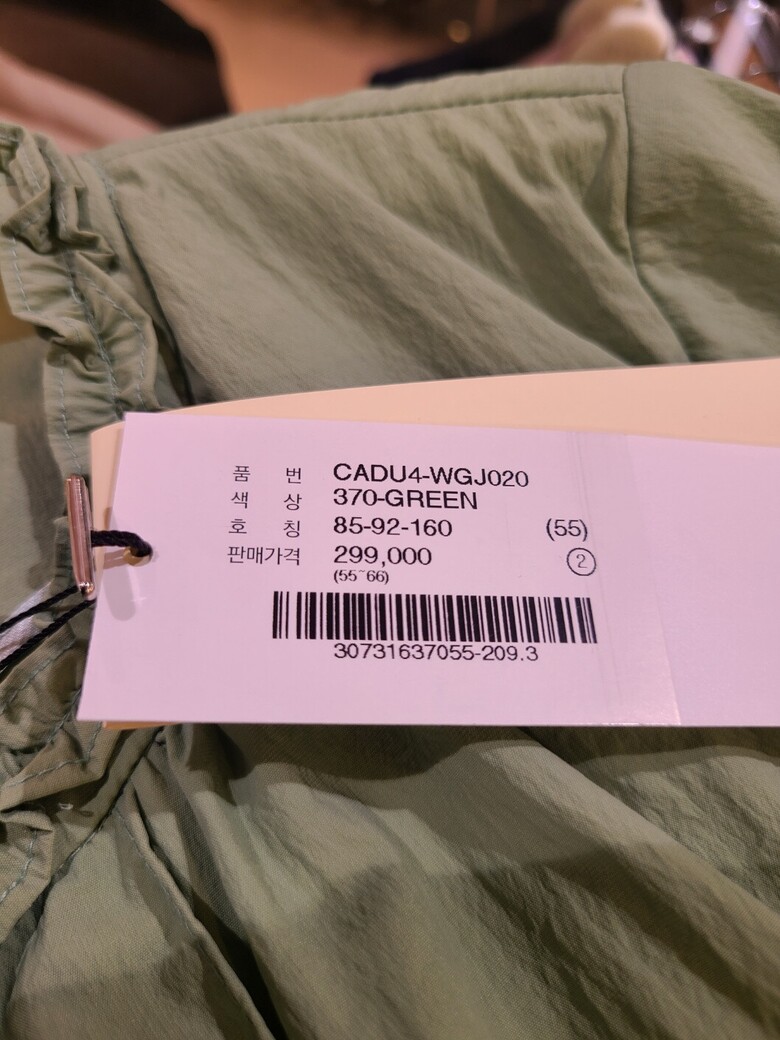 품 번 CADU4-WGJ020
색 상 370-GREEN
호 칭 85-92-160 (55)
판매가격 299,000 ②
(55~66)
30731637055-209.3